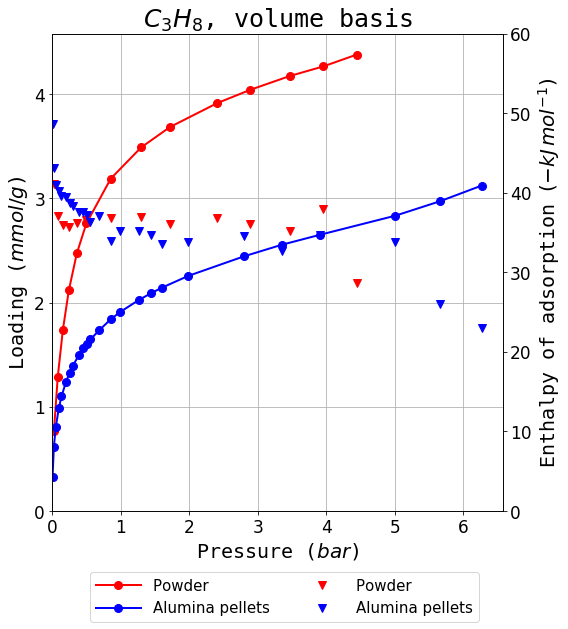 C₃H₈, volume basis
60
50
40
30
20
10
0
Enthalpy of adsorption (−kJ mol⁻¹)
4
3
2
1
0
Loading (mmol/g)
0 1 2 3 4 5 6
Pressure (bar)
Powder Powder
Alumina pellets Alumina pellets